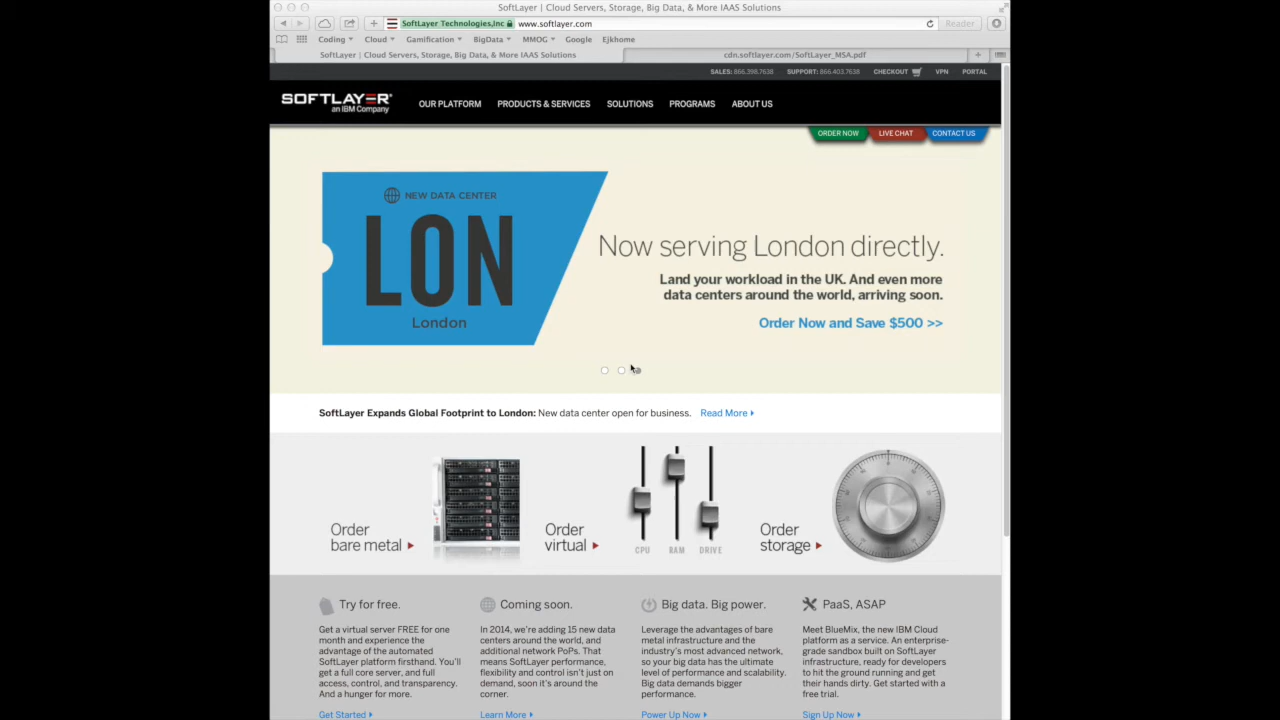 SoftLayer | Cloud Servers, Storage, Big Data, & More IAAS Solutions
SoftLayer Technologies,Inc www.softlayer.com
Reader
Coding Cloud Gamification BigData MMOG Google Ejkhome
SoftLayer | Cloud Servers, Storage, Big Data, & More IAAS Solutions
cdn.softlayer.com/SoftLayer_MSA.pdf
SALES: 866.398.7638 SUPPORT: 866.403.7638 CHECKOUT VPN PORTAL
SOFTLAYER®
an IBM Company
OUR PLATFORM PRODUCTS & SERVICES SOLUTIONS PROGRAMS ABOUT US
ORDER NOW LIVE CHAT CONTACT US
NEW DATA CENTER
LON
London
Now serving London directly.
Land your workload in the UK. And even more
data centers around the world, arriving soon.
Order Now and Save $500 >>
SoftLayer Expands Global Footprint to London: New data center open for business. Read More
Order
bare metal
Order
virtual
CPU RAM DRIVE
Order
storage
Try for free.
Get a virtual server FREE for one
month and experience the
advantage of the automated
SoftLayer platform firsthand. You'll
get a full core server, and full
access, control, and transparency.
And a hunger for more.
Get Started
Coming soon.
In 2014, we're adding 15 new data
centers around the world, and
additional network PoPs. That
means SoftLayer performance,
flexibility and control isn't just on
demand, soon it's around the
corner.
Learn More
Big data. Big power.
Leverage the advantages of bare
metal infrastructure and the
industry's most advanced network,
so your big data has the ultimate
level of performance and scalability.
Big data demands bigger
performance.
Power Up Now
PaaS, ASAP
Meet BlueMix, the new IBM Cloud
platform as a service. An enterprise-
grade sandbox built on SoftLayer
infrastructure, ready for developers
to hit the ground running and get
their hands dirty. Get started with a
free trial.
Sign Up Now